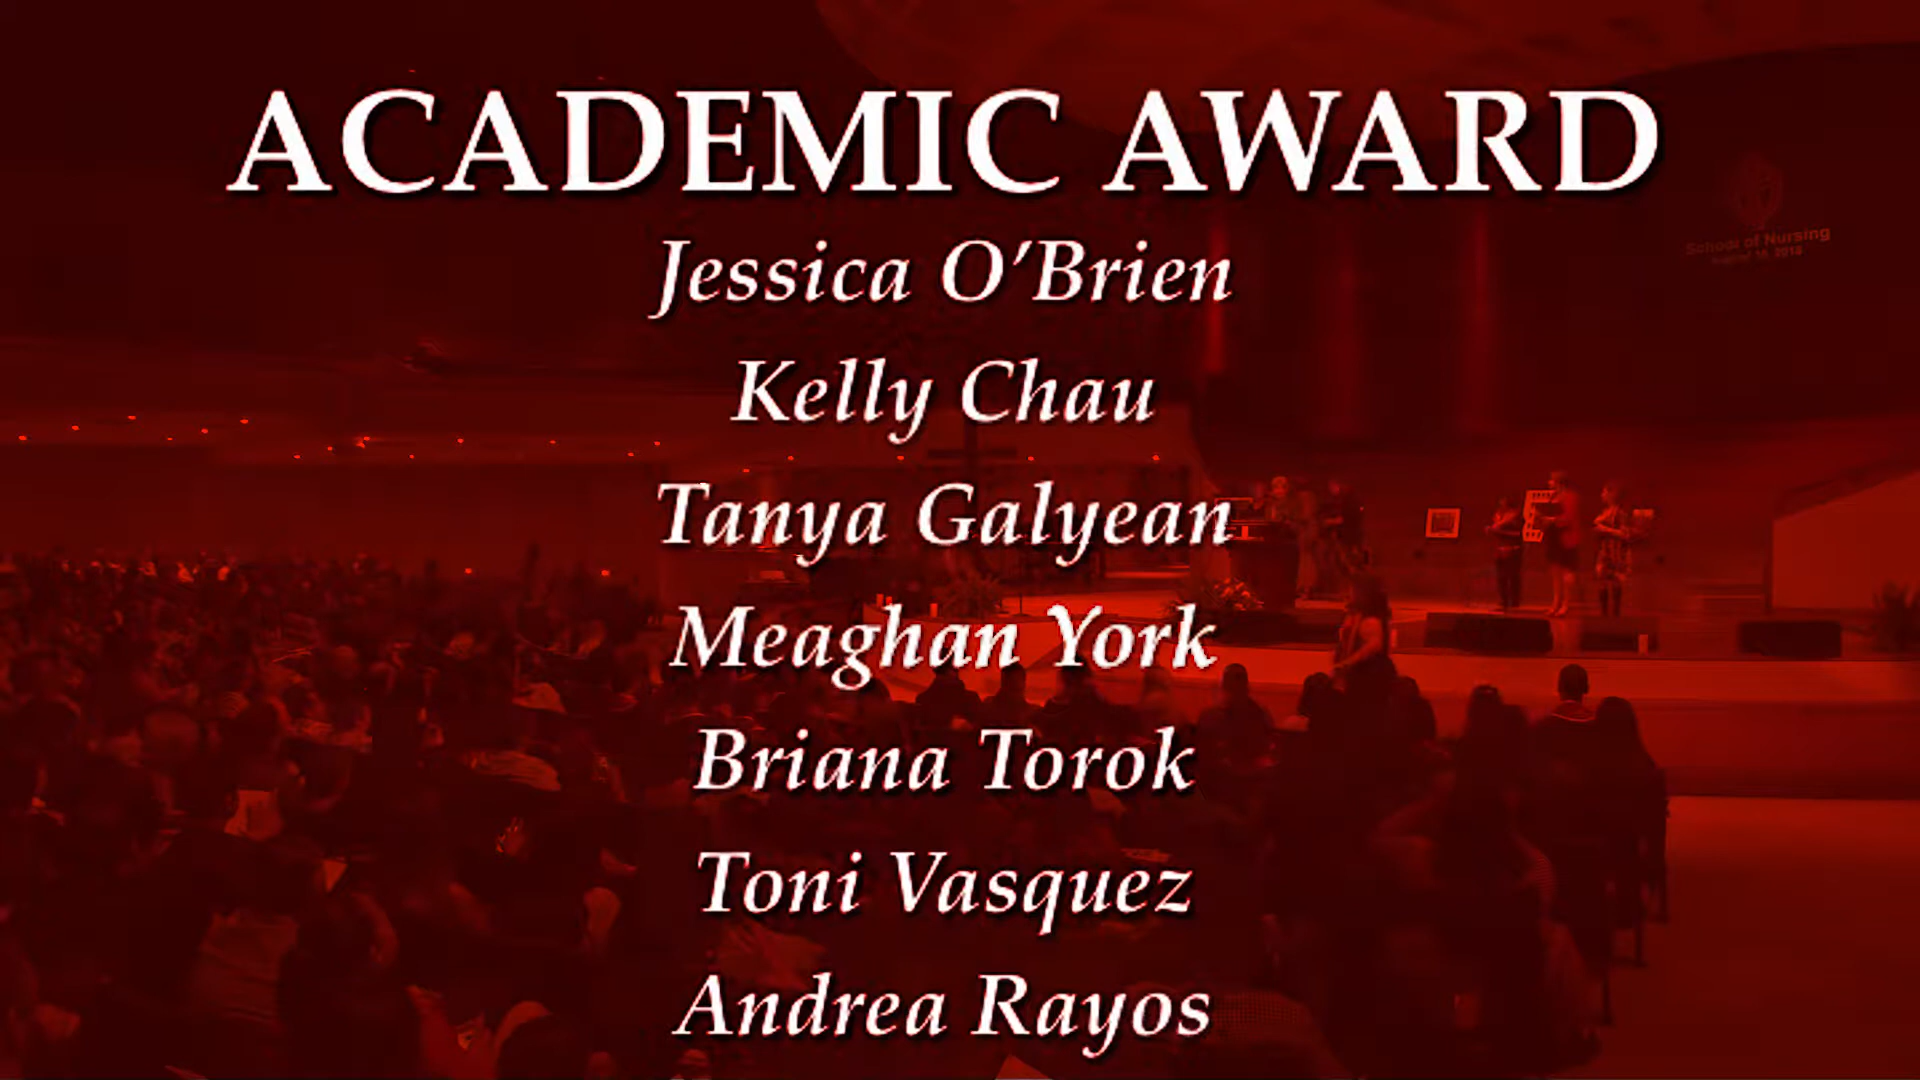 ACADEMIC AWARD
Jessica O’Brien
Kelly Chau
Tanya Galyean
Meaghan York
Briana Torok
Toni Vasquez
Andrea Rayos
School of Nursing